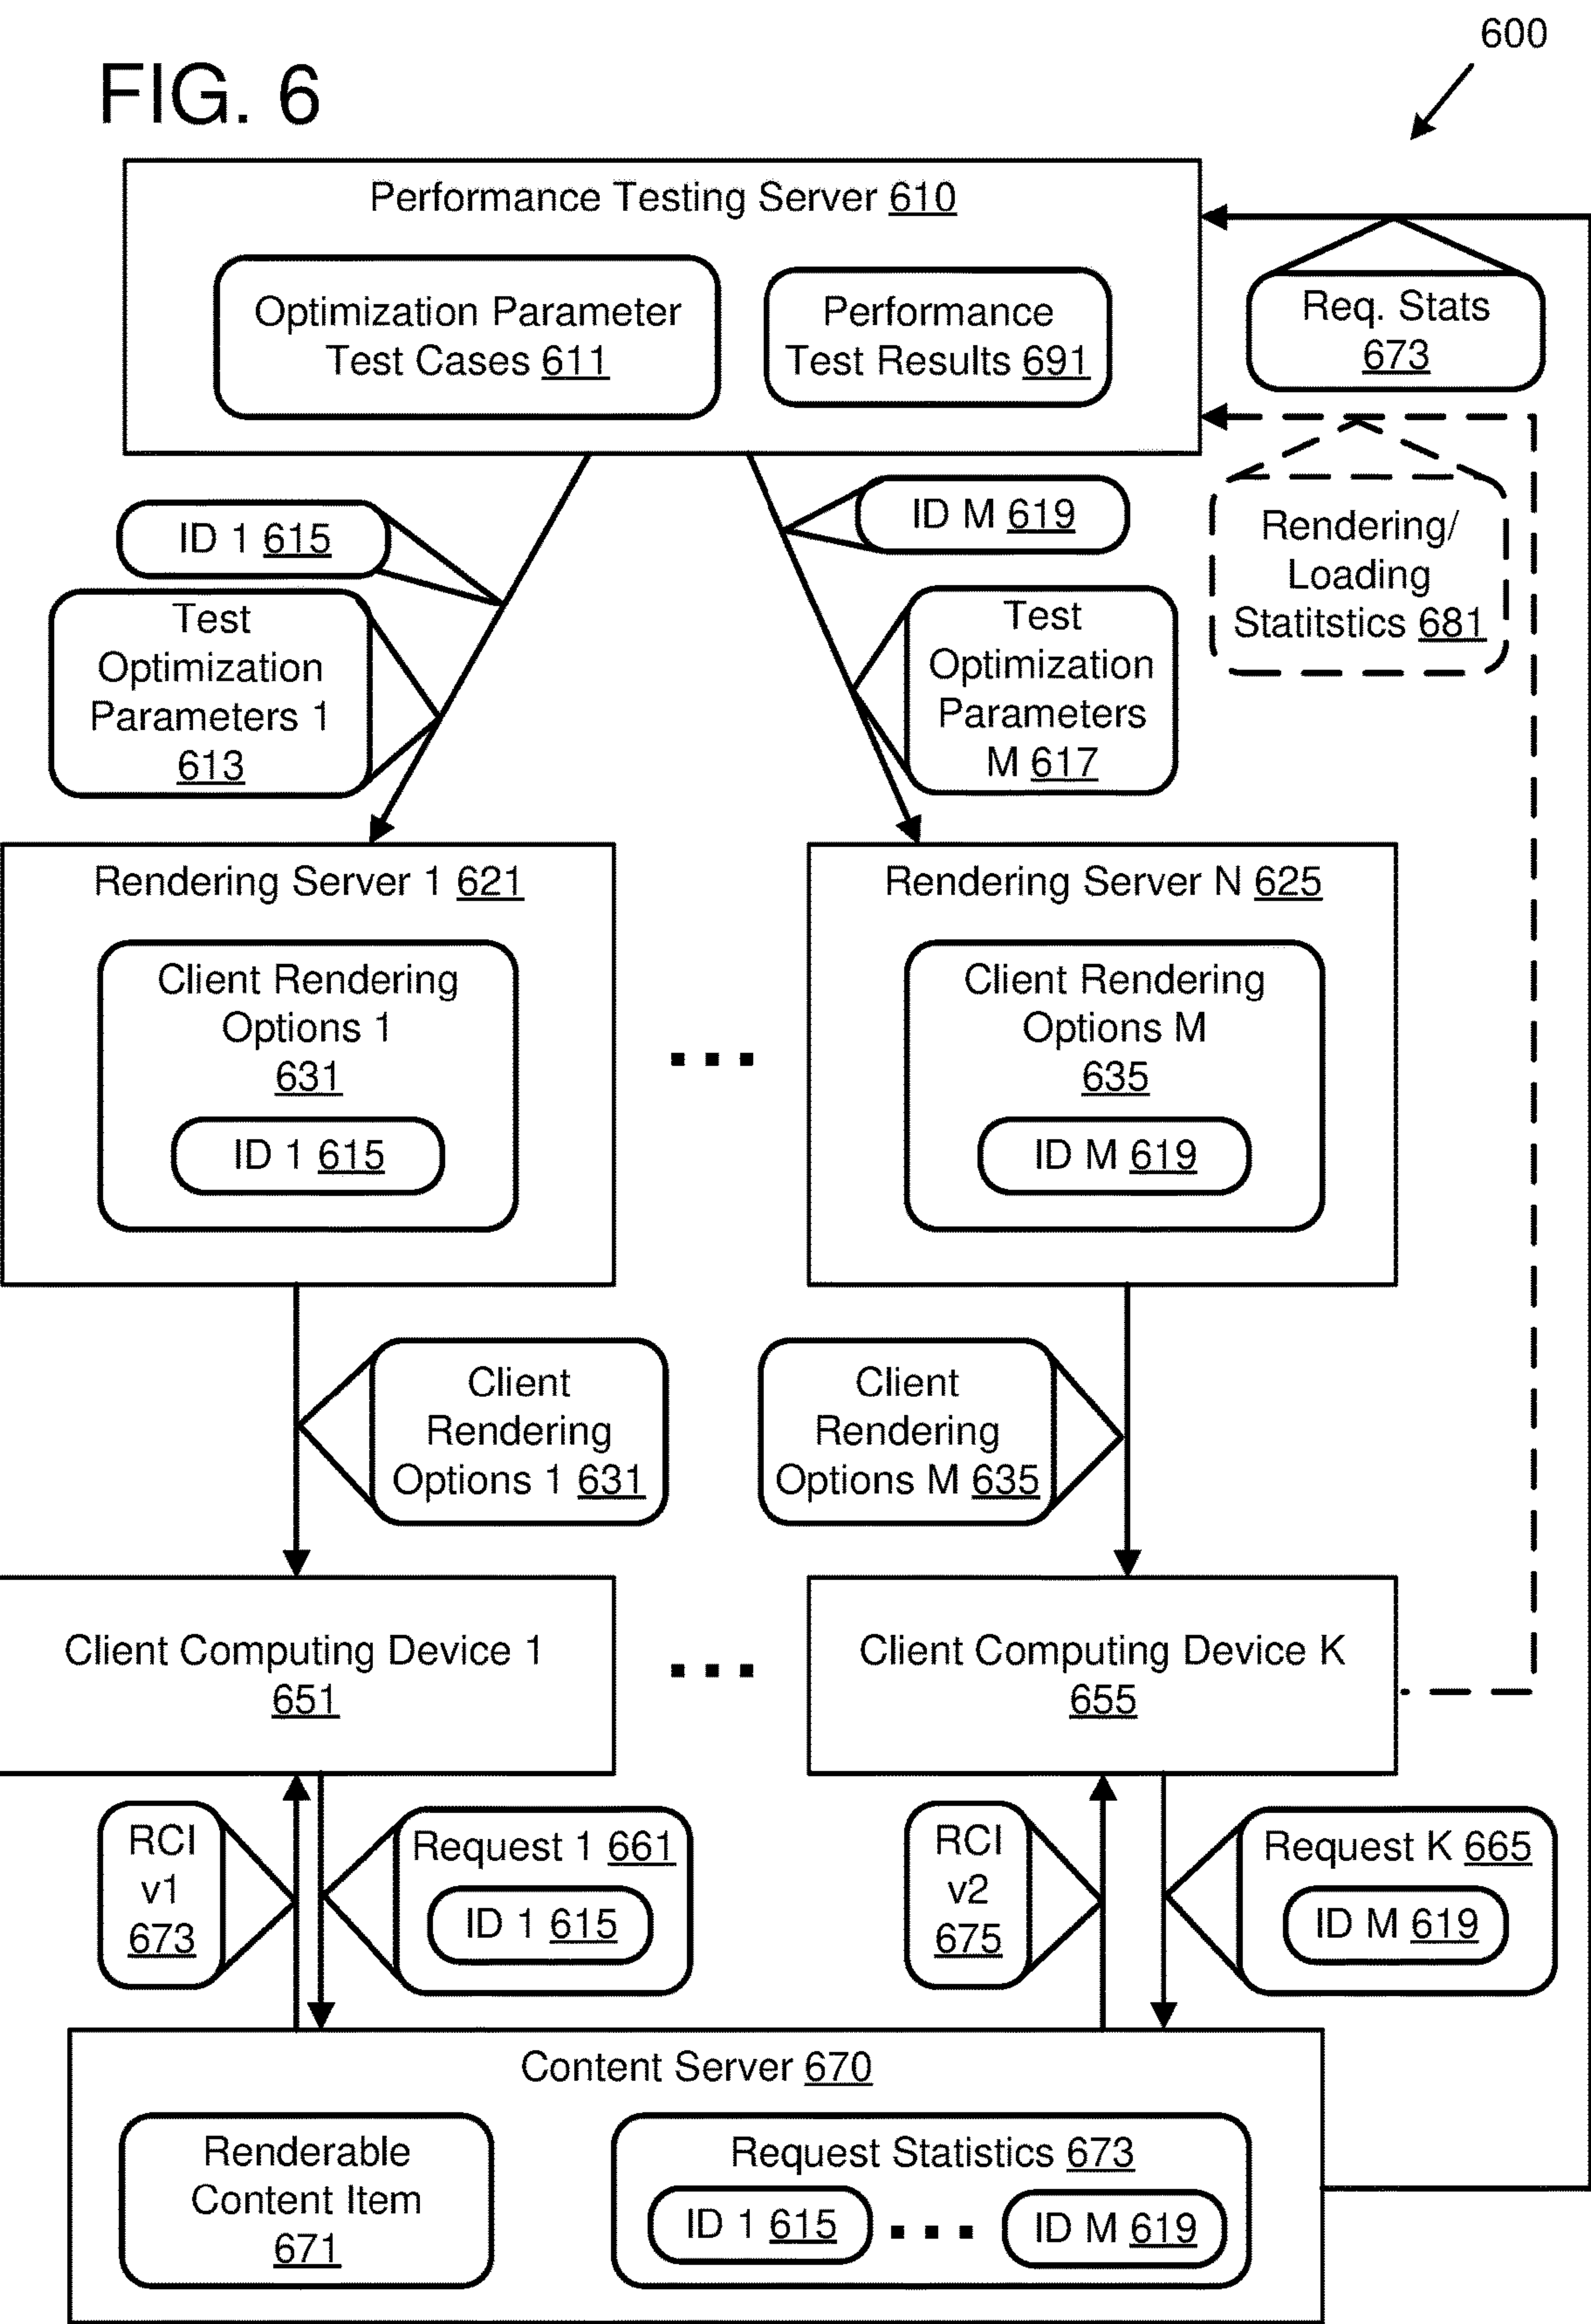 600
FIG. 6
Performance Testing Server 610
Optimization Parameter
Test Cases 611
Performance
Test Results 691
Req. Stats
673
ID 1 615
ID M 619
Rendering/
Loading
Statitstics 681
Test
Optimization
Parameters 1
613
Test
Optimization
Parameters
M 617
Rendering Server 1 621
Client Rendering
Options 1
631
ID 1 615
...
Rendering Server N 625
Client Rendering
Options M
635
ID M 619
Client
Rendering
Options 1 631
Client
Rendering
Options M 635
Client Computing Device 1
651
...
Client Computing Device K
655
RCI
v1
673
Request 1 661
ID 1 615
RCI
v2
675
Request K 665
ID M 619
Content Server 670
Renderable
Content Item
671
Request Statistics 673
ID 1 615 ... ID M 619